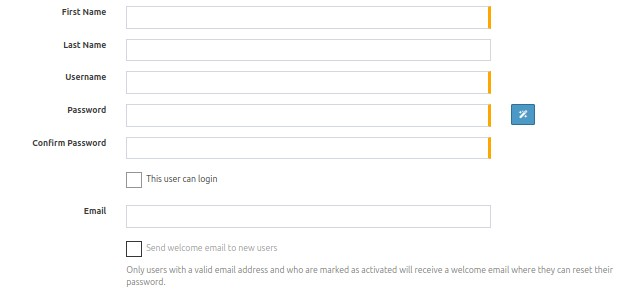 First Name
Last Name
Username
Password
Confirm Password
This user can login
Email
Send welcome email to new users
Only users with a valid email address and who are marked as activated will receive a welcome email where they can reset their
password.